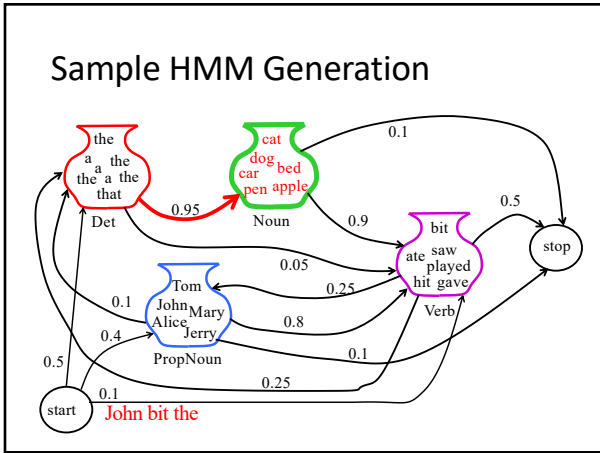 Sample HMM Generation
the
a the
a
the a the
that
Det
cat
dog
car bed
pen apple
Noun
0.1
0.95
0.9
0.5
bit
ate saw
played
hit gave
Verb
stop
0.05
Tom
John Mary
Alice
Jerry
PropNoun
0.25
0.1
0.8
0.4
0.5
0.1
0.25
0.1
start
John bit the